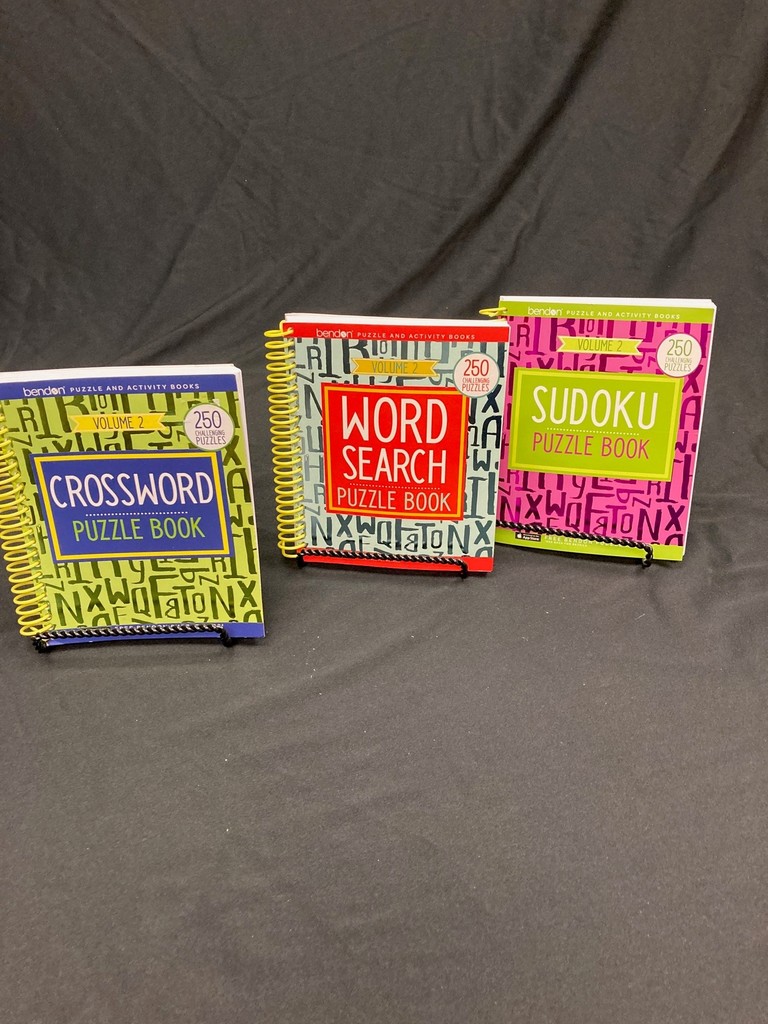 bendon PUZZLE AND ACTIVITY BOOKS
VOLUME 2
250
CHALLENGING
PUZZLES
CROSSWORD
PUZZLE BOOK
bendon PUZZLE AND ACTIVITY BOOKS
VOLUME 2
250
CHALLENGING
PUZZLES
WORD
SEARCH
PUZZLE BOOK
bendon PUZZLE AND ACTIVITY BOOKS
VOLUME 2
250
CHALLENGING
PUZZLES
SUDOKU
PUZZLE BOOK